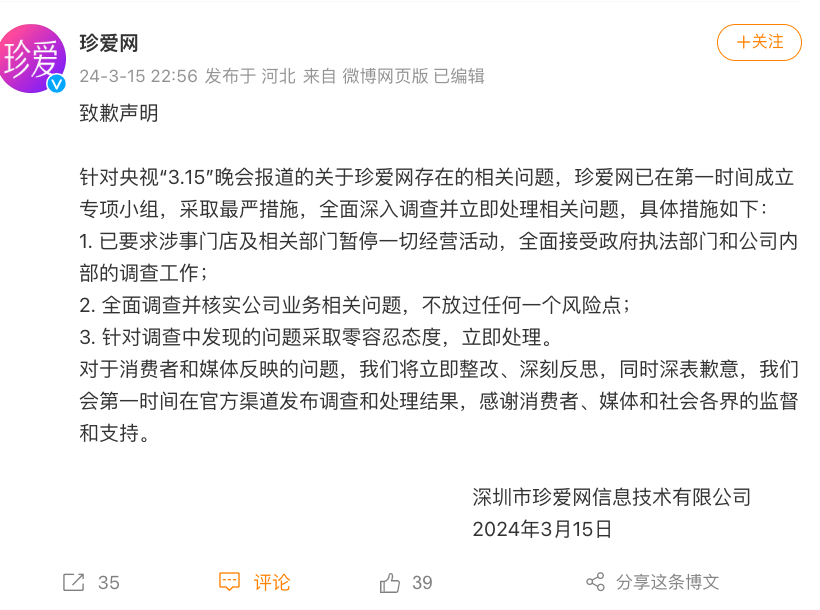 珍爱
珍爱网
＋关注
24-3-15 22:56 发布于 河北 来自 微博网页版 已编辑
致歉声明
针对央视“3.15”晚会报道的关于珍爱网存在的相关问题，珍爱网已在第一时间成立
专项小组，采取最严措施，全面深入调查并立即处理相关问题，具体措施如下：
1. 已要求涉事门店及相关部门暂停一切经营活动，全面接受政府执法部门和公司内
部的调查工作；
2. 全面调查并核实公司业务相关问题，不放过任何一个风险点；
3. 针对调查中发现的问题采取零容忍态度，立即处理。
对于消费者和媒体反映的问题，我们将立即整改、深刻反思，同时深表歉意，我们
会第一时间在官方渠道发布调查和处理结果，感谢消费者、媒体和社会各界的监督
和支持。
深圳市珍爱网信息技术有限公司
2024年3月15日
35 评论 39 分享这条博文